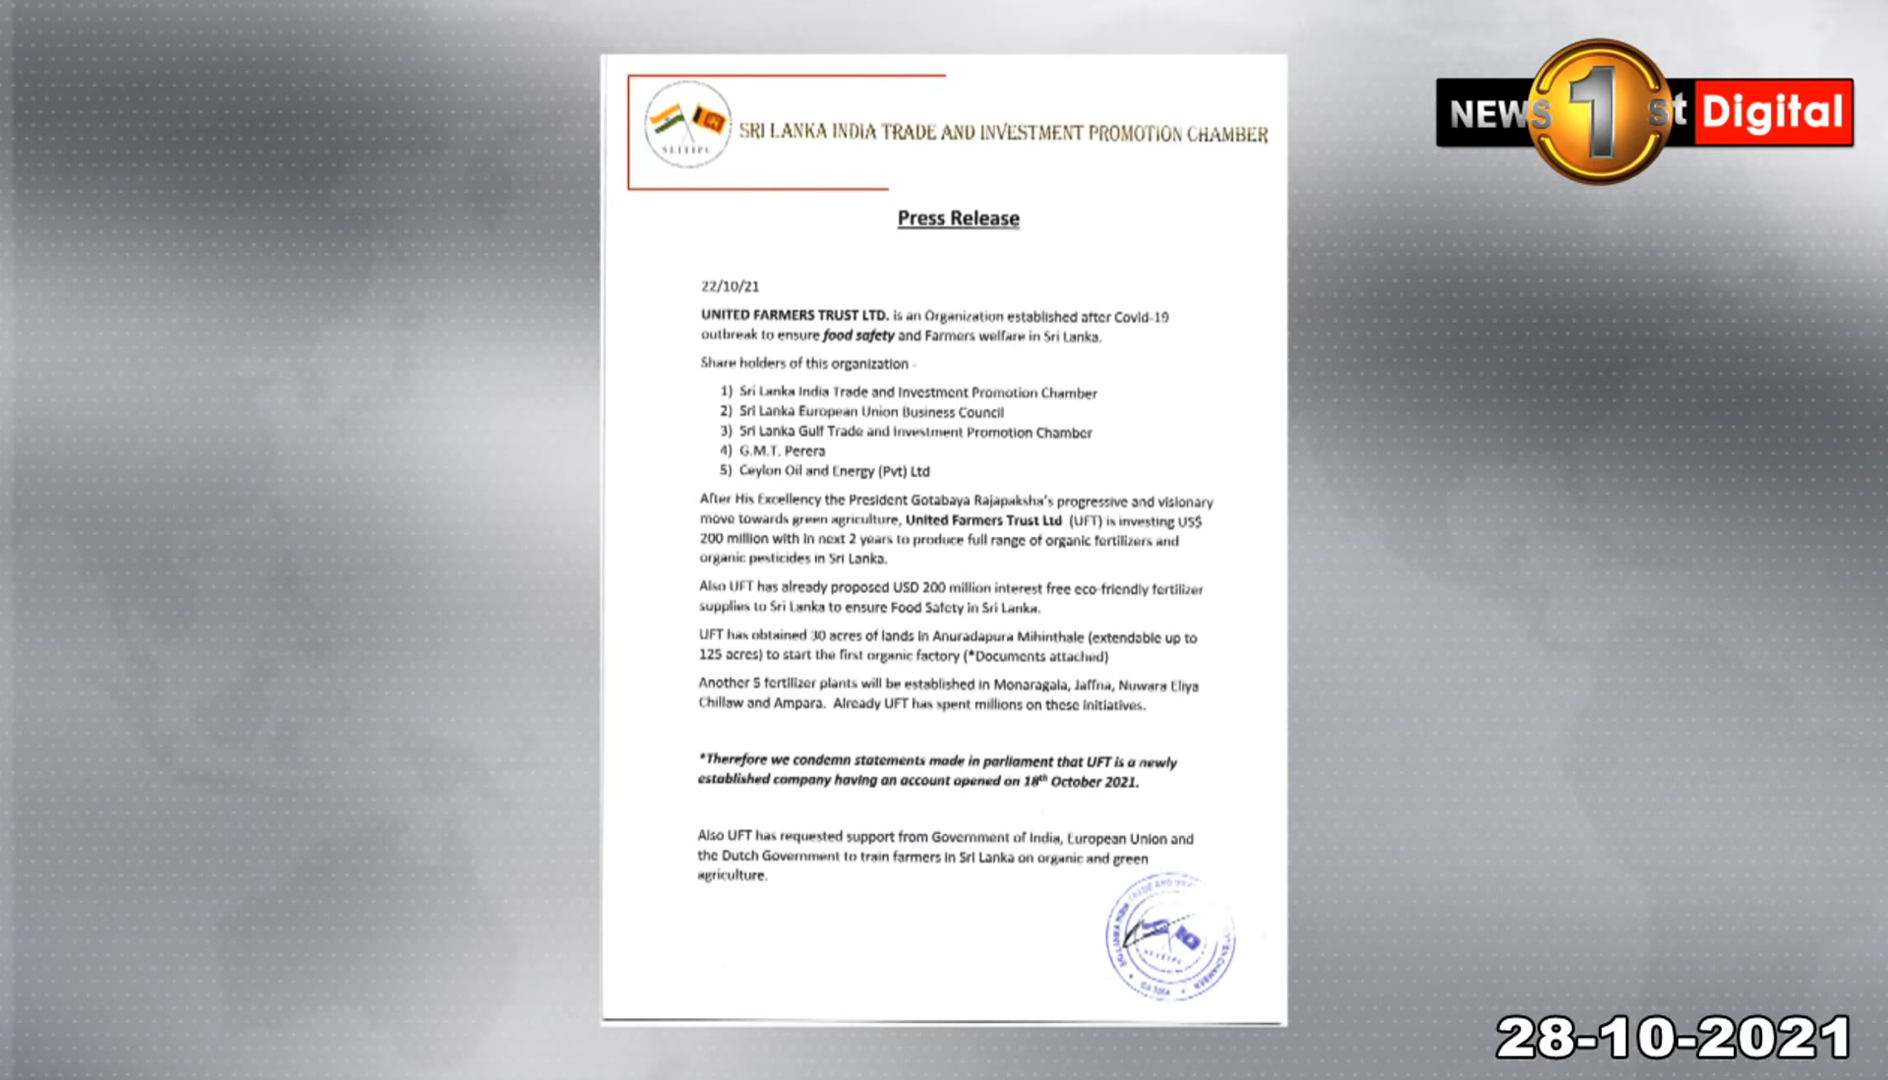 NEWS 1st Digital
SLITIPC
SRI LANKA INDIA TRADE AND INVESTMENT PROMOTION CHAMBER
Press Release
22/10/21
UNITED FARMERS TRUST LTD. is an Organization established after Covid-19
outbreak to ensure food safety and Farmers welfare in Sri Lanka.
Share holders of this organization -
1) Sri Lanka India Trade and Investment Promotion Chamber
2) Sri Lanka European Union Business Council
3) Sri Lanka Gulf Trade and Investment Promotion Chamber
4) G.M.T. Perera
5) Ceylon Oil and Energy (Pvt) Ltd
After His Excellency the President Gotabaya Rajapaksha's progressive and visionary
move towards green agriculture, United Farmers Trust Ltd (UFT) is investing US$
200 million with in next 2 years to produce full range of organic fertilizers and
organic pesticides in Sri Lanka.
Also UFT has already proposed USD 200 million interest free eco-friendly fertilizer
supplies to Sri Lanka to ensure Food Safety in Sri Lanka.
UFT has obtained 30 acres of lands in Anuradapura Mihinthale (extendable up to
125 acres) to start the first organic factory (*Documents attached)
Another 5 fertilizer plants will be established in Monaragala, Jaffna, Nuwara Eliya
Chillaw and Ampara. Already UFT has spent millions on these initiatives.
*Therefore we condemn statements made in parliament that UFT is a newly
established company having an account opened on 18th October 2021.
Also UFT has requested support from Government of India, European Union and
the Dutch Government to train farmers in Sri Lanka on organic and green
agriculture.
28-10-2021